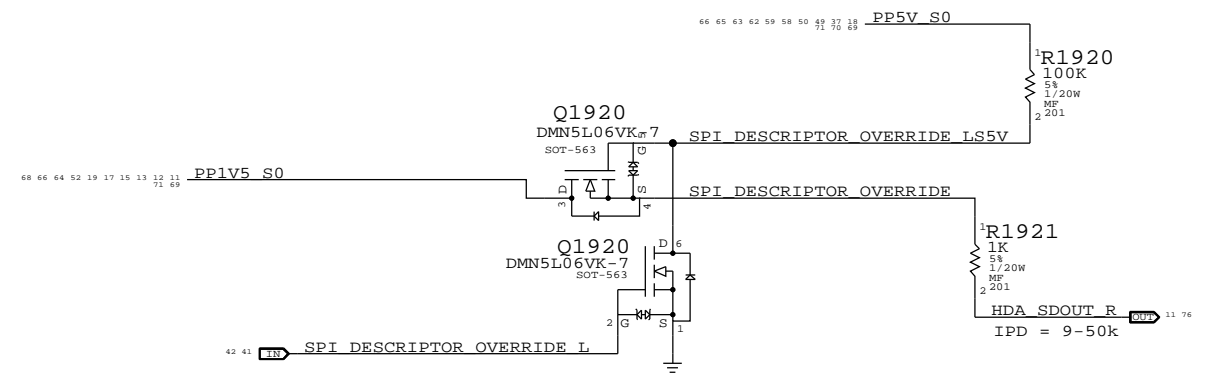 66 65 63 62 59 58 50 49 37 18
71 70 69
PP5V_S0
1
R1920
100K
5%
1/20W
MF
201
2
Q1920
DMN5L06VK-7
SOT-563
G
SPI_DESCRIPTOR_OVERRIDE_LS5V
68 66 64 52 19 17 15 13 12 11
71 69
PP1V5_S0
D
3
S
4
SPI_DESCRIPTOR_OVERRIDE
1
R1921
1K
5%
1/20W
MF
201
2
Q1920
DMN5L06VK-7
SOT-563
D 6
2 G S 1
HDA_SDOUT_R
OUT
11 76
IPD = 9-50k
42 41
IN
SPI_DESCRIPTOR_OVERRIDE_L